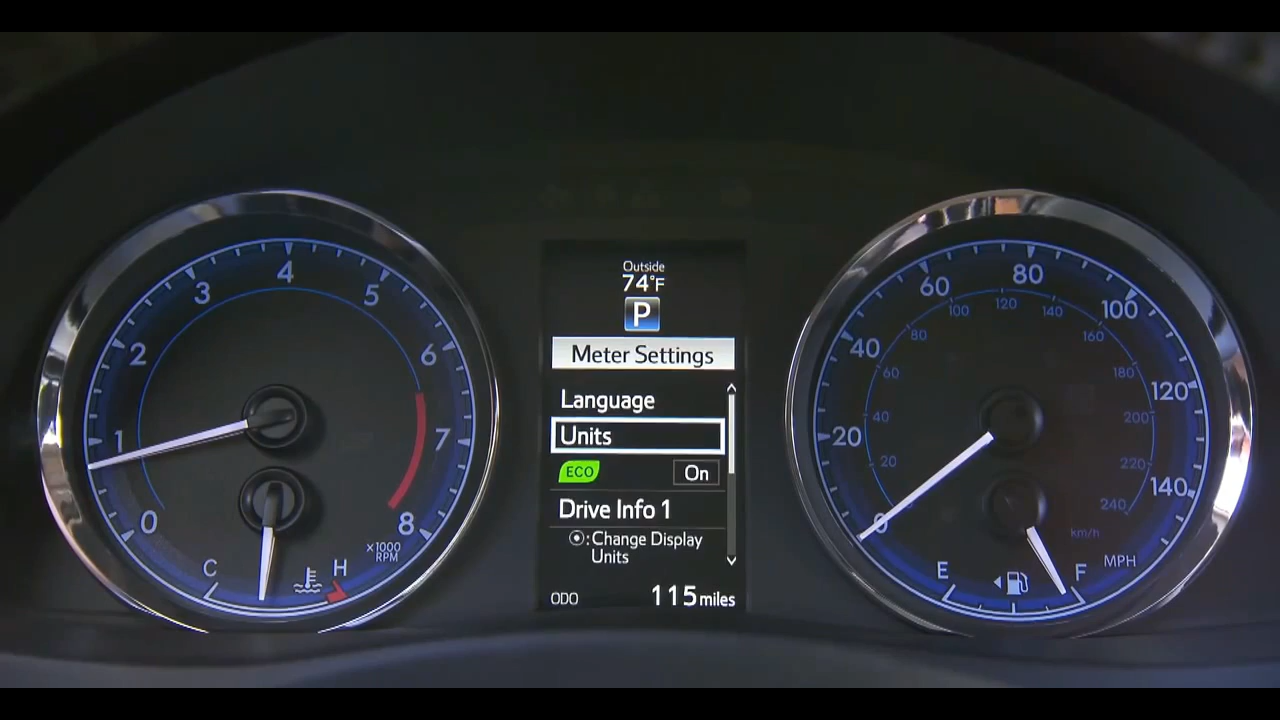 0
1
2
3
4
5
6
7
8
×1000
RPM
C
H
Outside
74°F
P
Meter Settings
Language
Units
ECO On
Drive Info 1
:Change Display
Units
ODO 115 miles
0
20
40
60
80
100
120
140
20
40
60
80
100
120
140
160
180
200
220
240
km/h
MPH
E
F